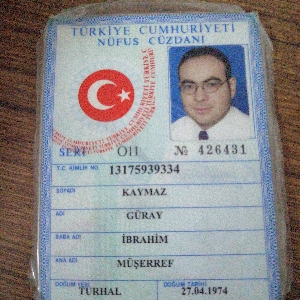 TÜRKİYE CUMHURİYETİ
NÜFUS CÜZDANI
SERİ O11 № 426431
T.C. KİMLİK NO 13175939334
SOYADI
KAYMAZ
ADI
GÜRAY
BABA ADI
İBRAHİM
ANA ADI
MÜŞERREF
DOĞUM YERİ DOĞUM TARİHİ
TURHAL 27.04.1974